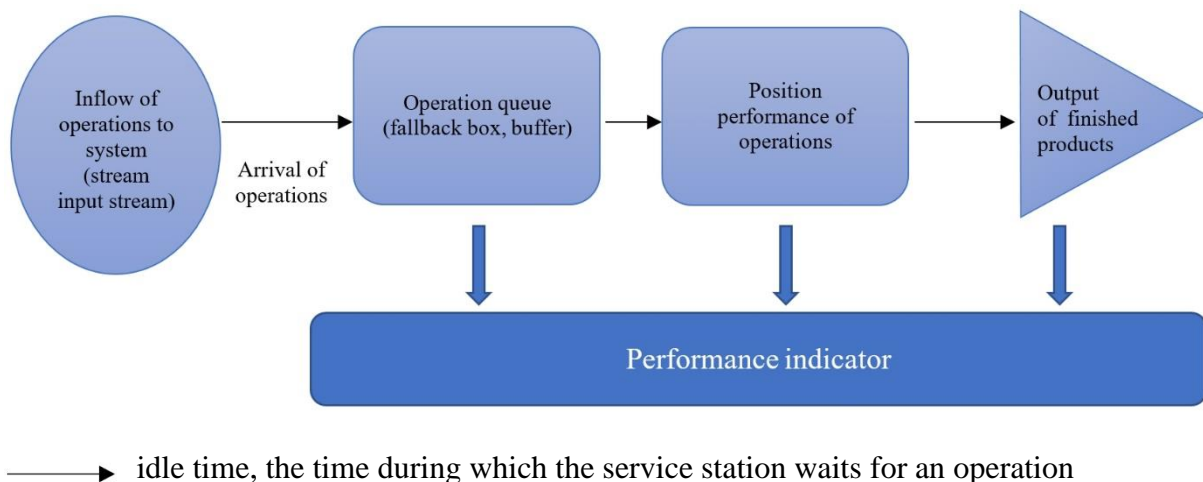 Inflow of
operations to
system
(stream
input stream)
Arrival of
operations
Operation queue
(fallback box, buffer)
Position
performance of
operations
Output
of finished
products
Performance indicator
idle time, the time during which the service station waits for an operation